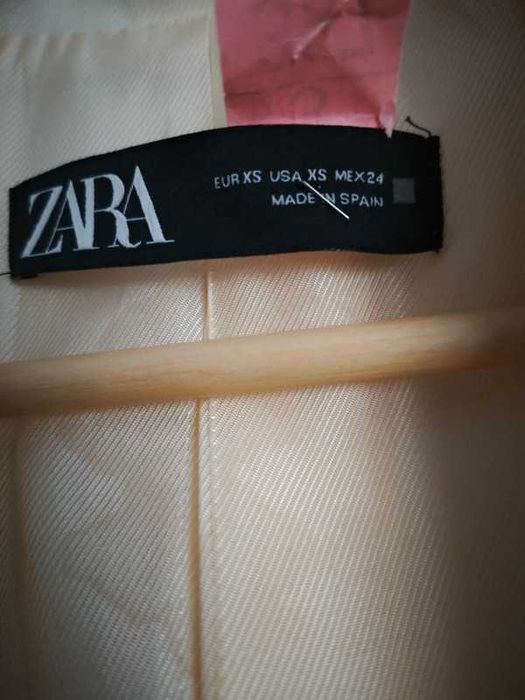 ZARA
EUR XS USA XS MEX 24
MADE IN SPAIN